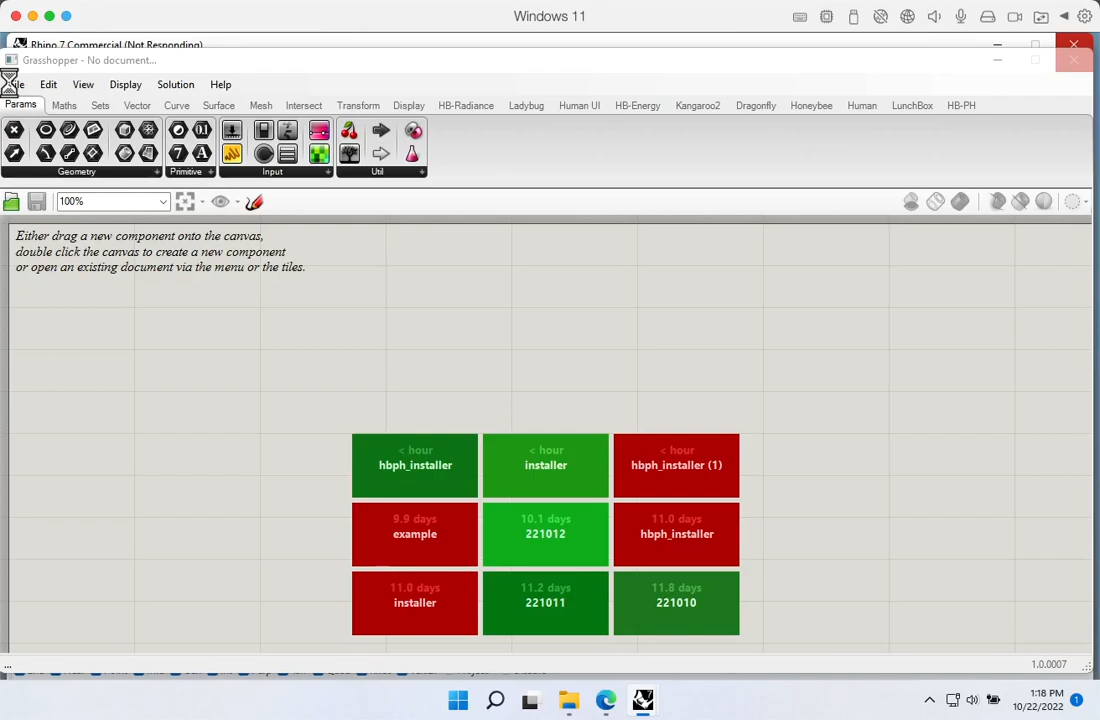 Windows 11
Rhino 7 Commercial (Not Responding)
Grasshopper - No document...
File Edit View Display Solution Help
Params Maths Sets Vector Curve Surface Mesh Intersect Transform Display HB-Radiance Ladybug Human UI HB-Energy Kangaroo2 Dragonfly Honeybee Human LunchBox HB-PH
Geometry + Primitive + Input + Util +
100%
Either drag a new component onto the canvas,
double click the canvas to create a new component
or open an existing document via the menu or the tiles.
< hour < hour < hour
hbph_installer installer hbph_installer (1)
9.9 days 10.1 days 11.0 days
example 221012 hbph_installer
11.0 days 11.2 days 11.8 days
installer 221011 221010
... 1.0.0007
1:18 PM
10/22/2022 1